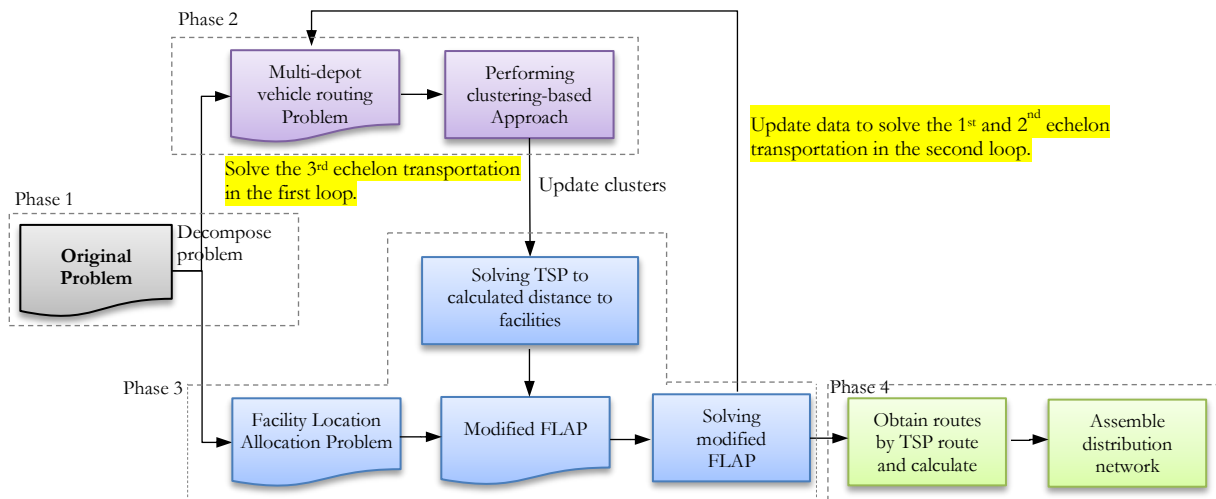 Phase 2
Multi-depot
vehicle routing
Problem
Performing
clustering-based
Approach
Update data to solve the 1st and 2nd echelon
transportation in the second loop.
Solve the 3rd echelon transportation
in the first loop.
Update clusters
Phase 1
Decompose
problem
Original
Problem
Solving TSP to
calculated distance to
facilities
Phase 3
Facility Location
Allocation Problem
Modified FLAP
Solving
modified
FLAP
Phase 4
Obtain routes
by TSP route
and calculate
Assemble
distribution
network